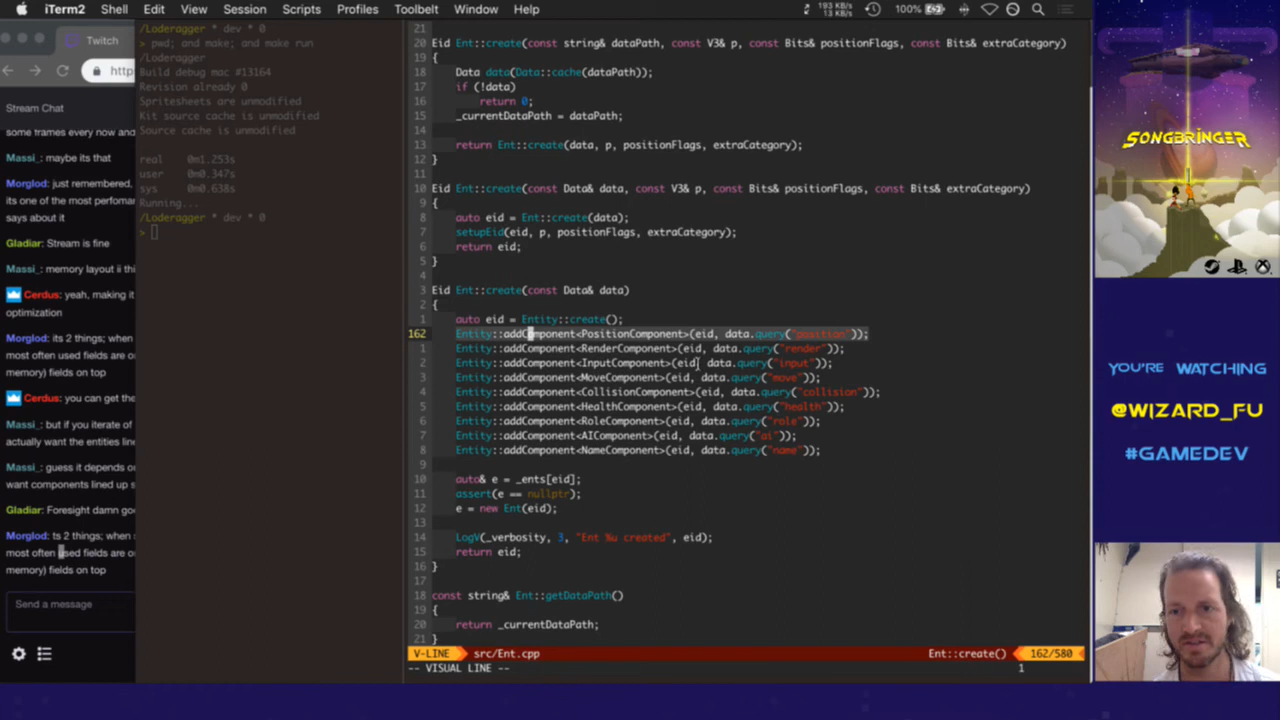 iTerm2 Shell Edit View Session Scripts Profiles Toolbelt Window Help
193 KB/s
13 KB/s
100%
Twitch
http
Stream Chat
some frames every now and
Massi_: maybe its that
Morglod: just remembered,
its one of the most perfoman
says about it
Gladiar: Stream is fine
Massi_: memory layout ii thi
Cerdus: yeah, making it
optimization
Morglod: its 2 things; when
most often used fields are o
memory) fields on top
Cerdus: you can get the
Massi_: but if you iterate of
actually want the entities line
Massi_: guess it depends o
want components lined up s
Gladiar: Foresight damn goo
Morglod: ts 2 things; when s
most often used fields are or
memory) fields on top
Send a message
/Loderagger * dev * 0
> pwd; and make; and make run
/Loderagger
Build debug mac #13164
Revision already 0
Spritesheets are unmodified
Kit source cache is unmodified
Source cache is unmodified
real 0m1.253s
user 0m0.347s
sys 0m0.638s
Running...
/Loderagger * dev * 0
>
21
20 Eid Ent::create(const string& dataPath, const V3& p, const Bits& positionFlags, const Bits& extraCategory)
19 {
18 Data data(Data::cache(dataPath));
17 if (!data)
16 return 0;
15 _currentDataPath = dataPath;
14
13 return Ent::create(data, p, positionFlags, extraCategory);
12 }
11
10 Eid Ent::create(const Data& data, const V3& p, const Bits& positionFlags, const Bits& extraCategory)
9 {
8 auto eid = Ent::create(data);
7 setupEid(eid, p, positionFlags, extraCategory);
6 return eid;
5 }
4
3 Eid Ent::create(const Data& data)
2 {
1 auto eid = Entity::create();
162 Entity::addComponent<PositionComponent>(eid, data.query("position"));
1 Entity::addComponent<RenderComponent>(eid, data.query("render"));
2 Entity::addComponent<InputComponent>(eid, data.query("input"));
3 Entity::addComponent<MoveComponent>(eid, data.query("move"));
4 Entity::addComponent<CollisionComponent>(eid, data.query("collision"));
5 Entity::addComponent<HealthComponent>(eid, data.query("health"));
6 Entity::addComponent<RoleComponent>(eid, data.query("role"));
7 Entity::addComponent<AIComponent>(eid, data.query("ai"));
8 Entity::addComponent<NameComponent>(eid, data.query("name"));
9
10 auto& e = _ents[eid];
11 assert(e == nullptr);
12 e = new Ent(eid);
13
14 LogV(_verbosity, 3, "Ent %u created", eid);
15 return eid;
16 }
17
18 const string& Ent::getDataPath()
19 {
20 return _currentDataPath;
21 }
V-LINE src/Ent.cpp Ent::create() 162/580
-- VISUAL LINE -- 1
SONGBRINGER
YOU'RE WATCHING
@WIZARD_FU
#GAMEDEV